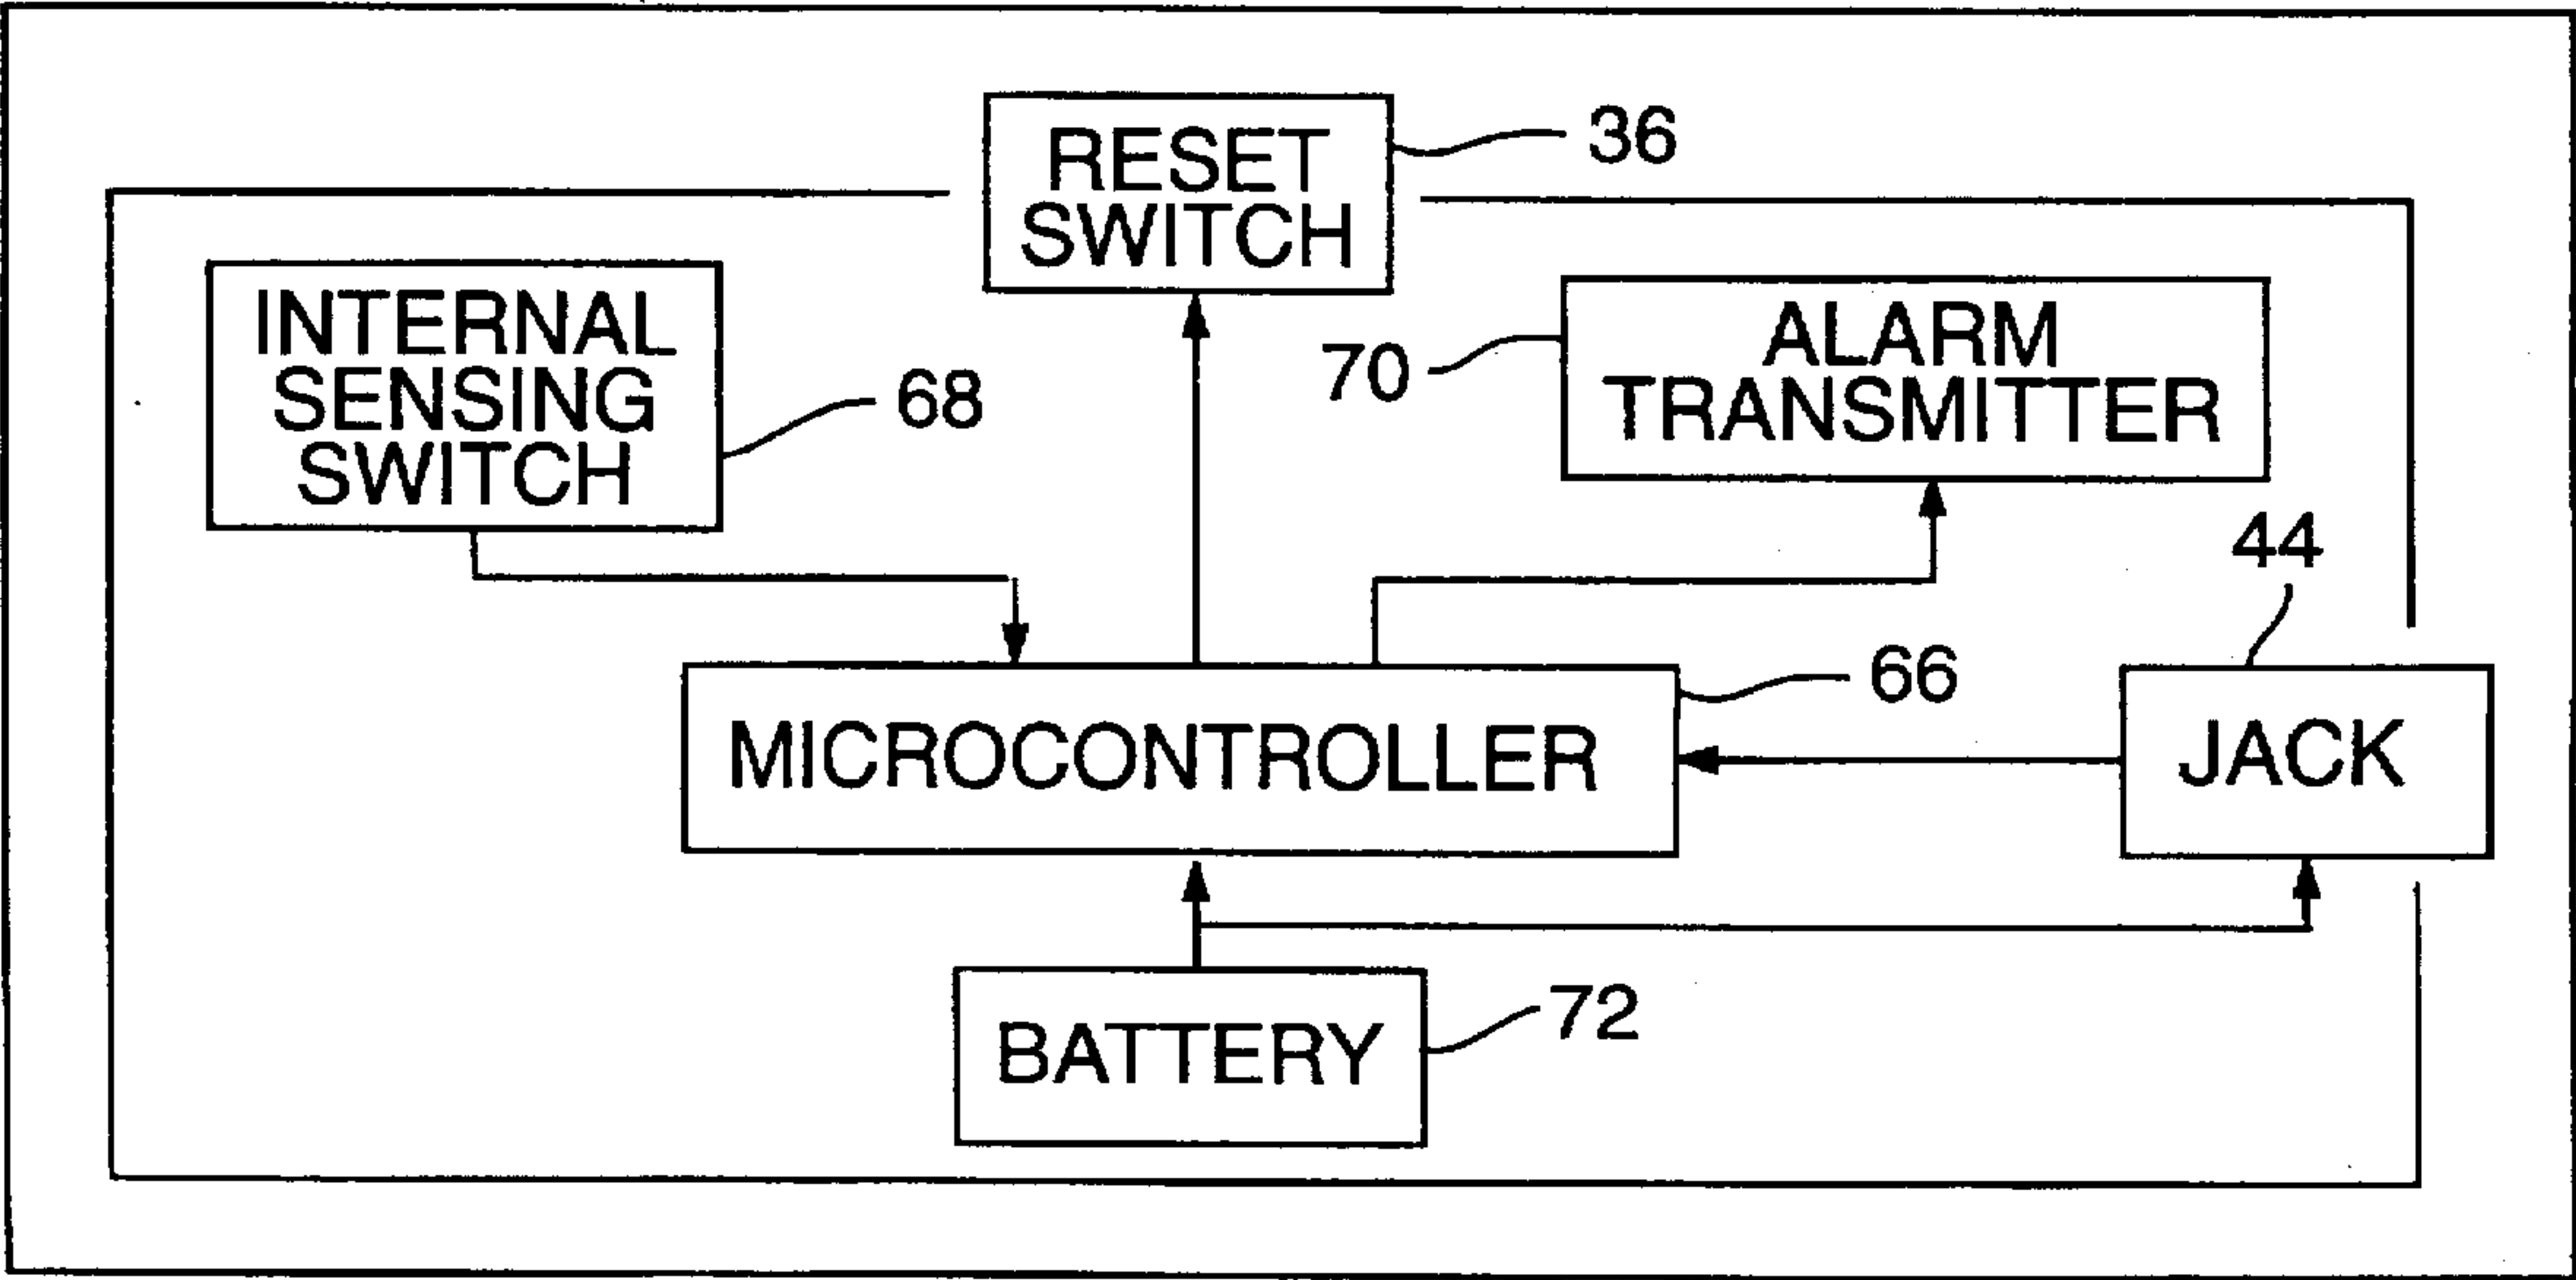 RESET
SWITCH
36
INTERNAL
SENSING
SWITCH
68
70
ALARM
TRANSMITTER
44
MICROCONTROLLER
66
JACK
BATTERY
72